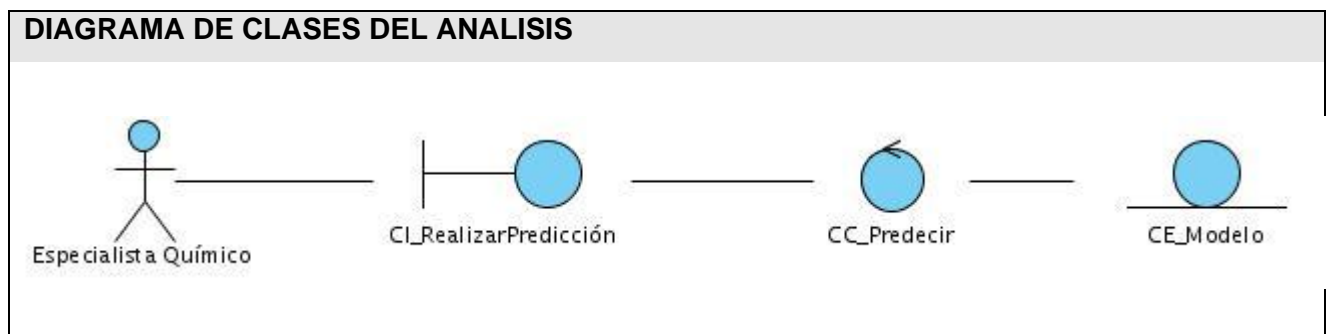 DIAGRAMA DE CLASES DEL ANALISIS
Especialista Químico
CI_RealizarPredicción
CC_Predecir
CE_Modelo